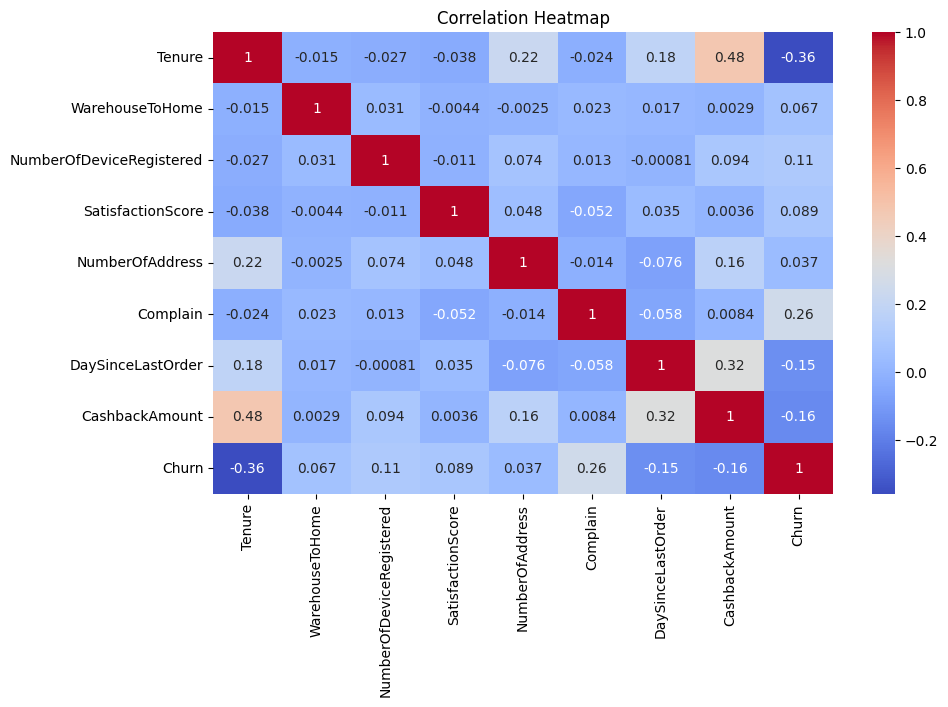 Correlation Heatmap
Tenure 1 -0.015 -0.027 -0.038 0.22 -0.024 0.18 0.48 -0.36
WarehouseToHome -0.015 1 0.031 -0.0044 -0.0025 0.023 0.017 0.0029 0.067
NumberOfDeviceRegistered -0.027 0.031 1 -0.011 0.074 0.013 -0.00081 0.094 0.11
SatisfactionScore -0.038 -0.0044 -0.011 1 0.048 -0.052 0.035 0.0036 0.089
NumberOfAddress 0.22 -0.0025 0.074 0.048 1 -0.014 -0.076 0.16 0.037
Complain -0.024 0.023 0.013 -0.052 -0.014 1 -0.058 0.0084 0.26
DaySinceLastOrder 0.18 0.017 -0.00081 0.035 -0.076 -0.058 1 0.32 -0.15
CashbackAmount 0.48 0.0029 0.094 0.0036 0.16 0.0084 0.32 1 -0.16
Churn -0.36 0.067 0.11 0.089 0.037 0.26 -0.15 -0.16 1
Tenure
WarehouseToHome
NumberOfDeviceRegistered
SatisfactionScore
NumberOfAddress
Complain
DaySinceLastOrder
CashbackAmount
Churn
1.0
0.8
0.6
0.4
0.2
0.0
−0.2